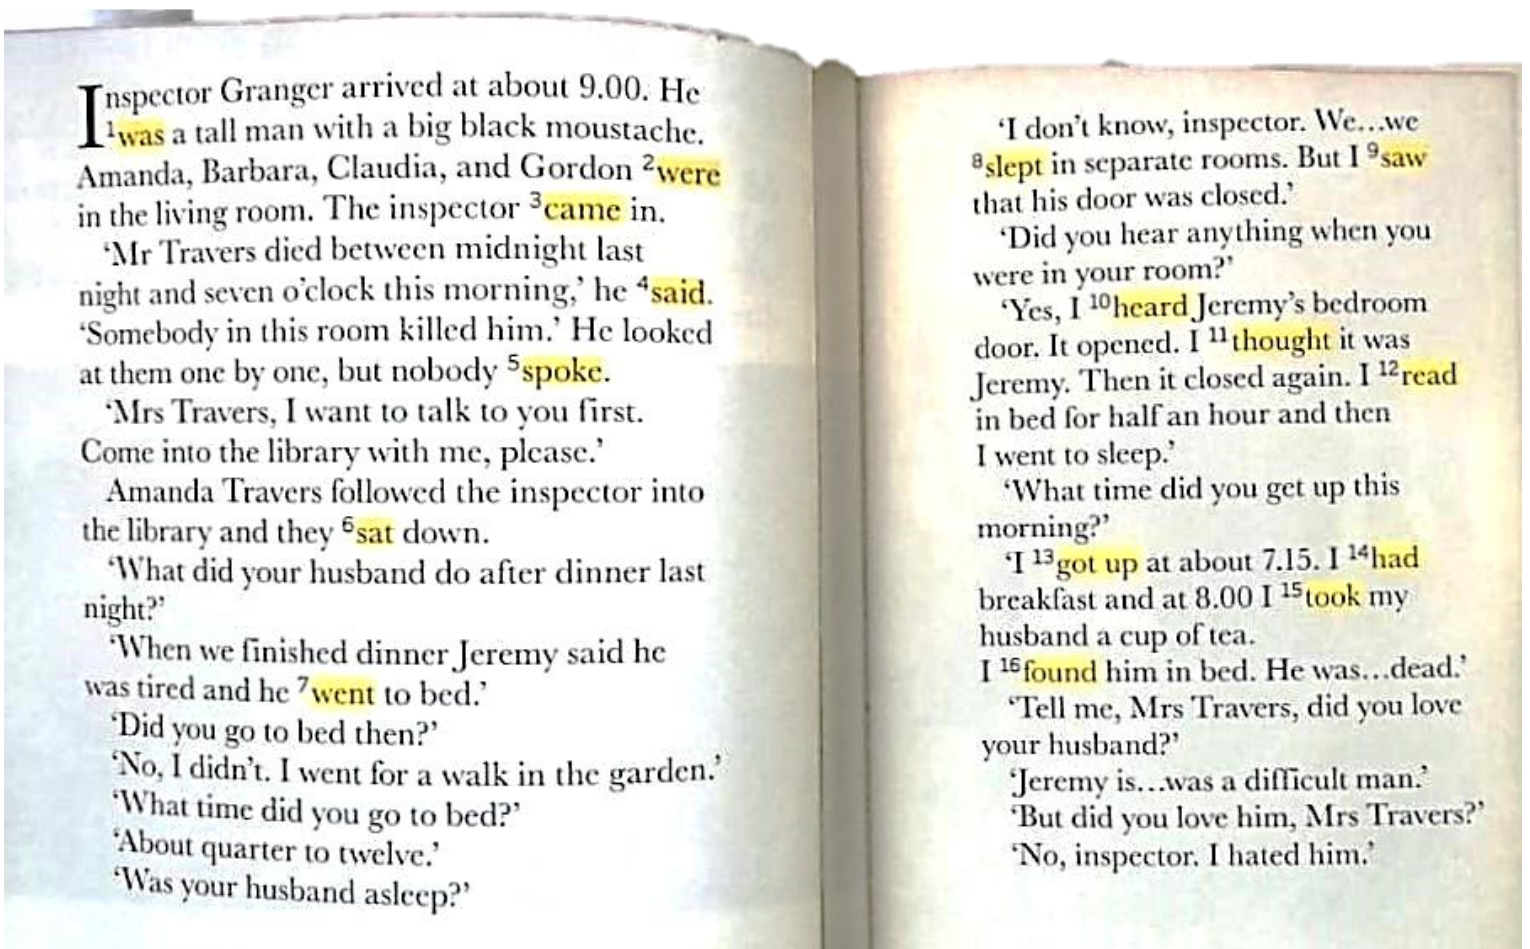 Inspector Granger arrived at about 9.00. He
1was a tall man with a big black moustache.
Amanda, Barbara, Claudia, and Gordon 2were
in the living room. The inspector 3came in.
‘Mr Travers died between midnight last
night and seven o’clock this morning,’ he 4said.
‘Somebody in this room killed him.’ He looked
at them one by one, but nobody 5spoke.
‘Mrs Travers, I want to talk to you first.
Come into the library with me, please.’
Amanda Travers followed the inspector into
the library and they 6sat down.
‘What did your husband do after dinner last
night?’
‘When we finished dinner Jeremy said he
was tired and he 7went to bed.’
‘Did you go to bed then?’
‘No, I didn’t. I went for a walk in the garden.’
‘What time did you go to bed?’
‘About quarter to twelve.’
‘Was your husband asleep?’
‘I don’t know, inspector. We...we
8slept in separate rooms. But I 9saw
that his door was closed.’
‘Did you hear anything when you
were in your room?’
‘Yes, I 10heard Jeremy’s bedroom
door. It opened. I 11thought it was
Jeremy. Then it closed again. I 12read
in bed for half an hour and then
I went to sleep.’
‘What time did you get up this
morning?’
‘I 13got up at about 7.15. I 14had
breakfast and at 8.00 I 15took my
husband a cup of tea.
I 16found him in bed. He was...dead.’
‘Tell me, Mrs Travers, did you love
your husband?’
‘Jeremy is...was a difficult man.’
‘But did you love him, Mrs Travers?’
‘No, inspector. I hated him.’